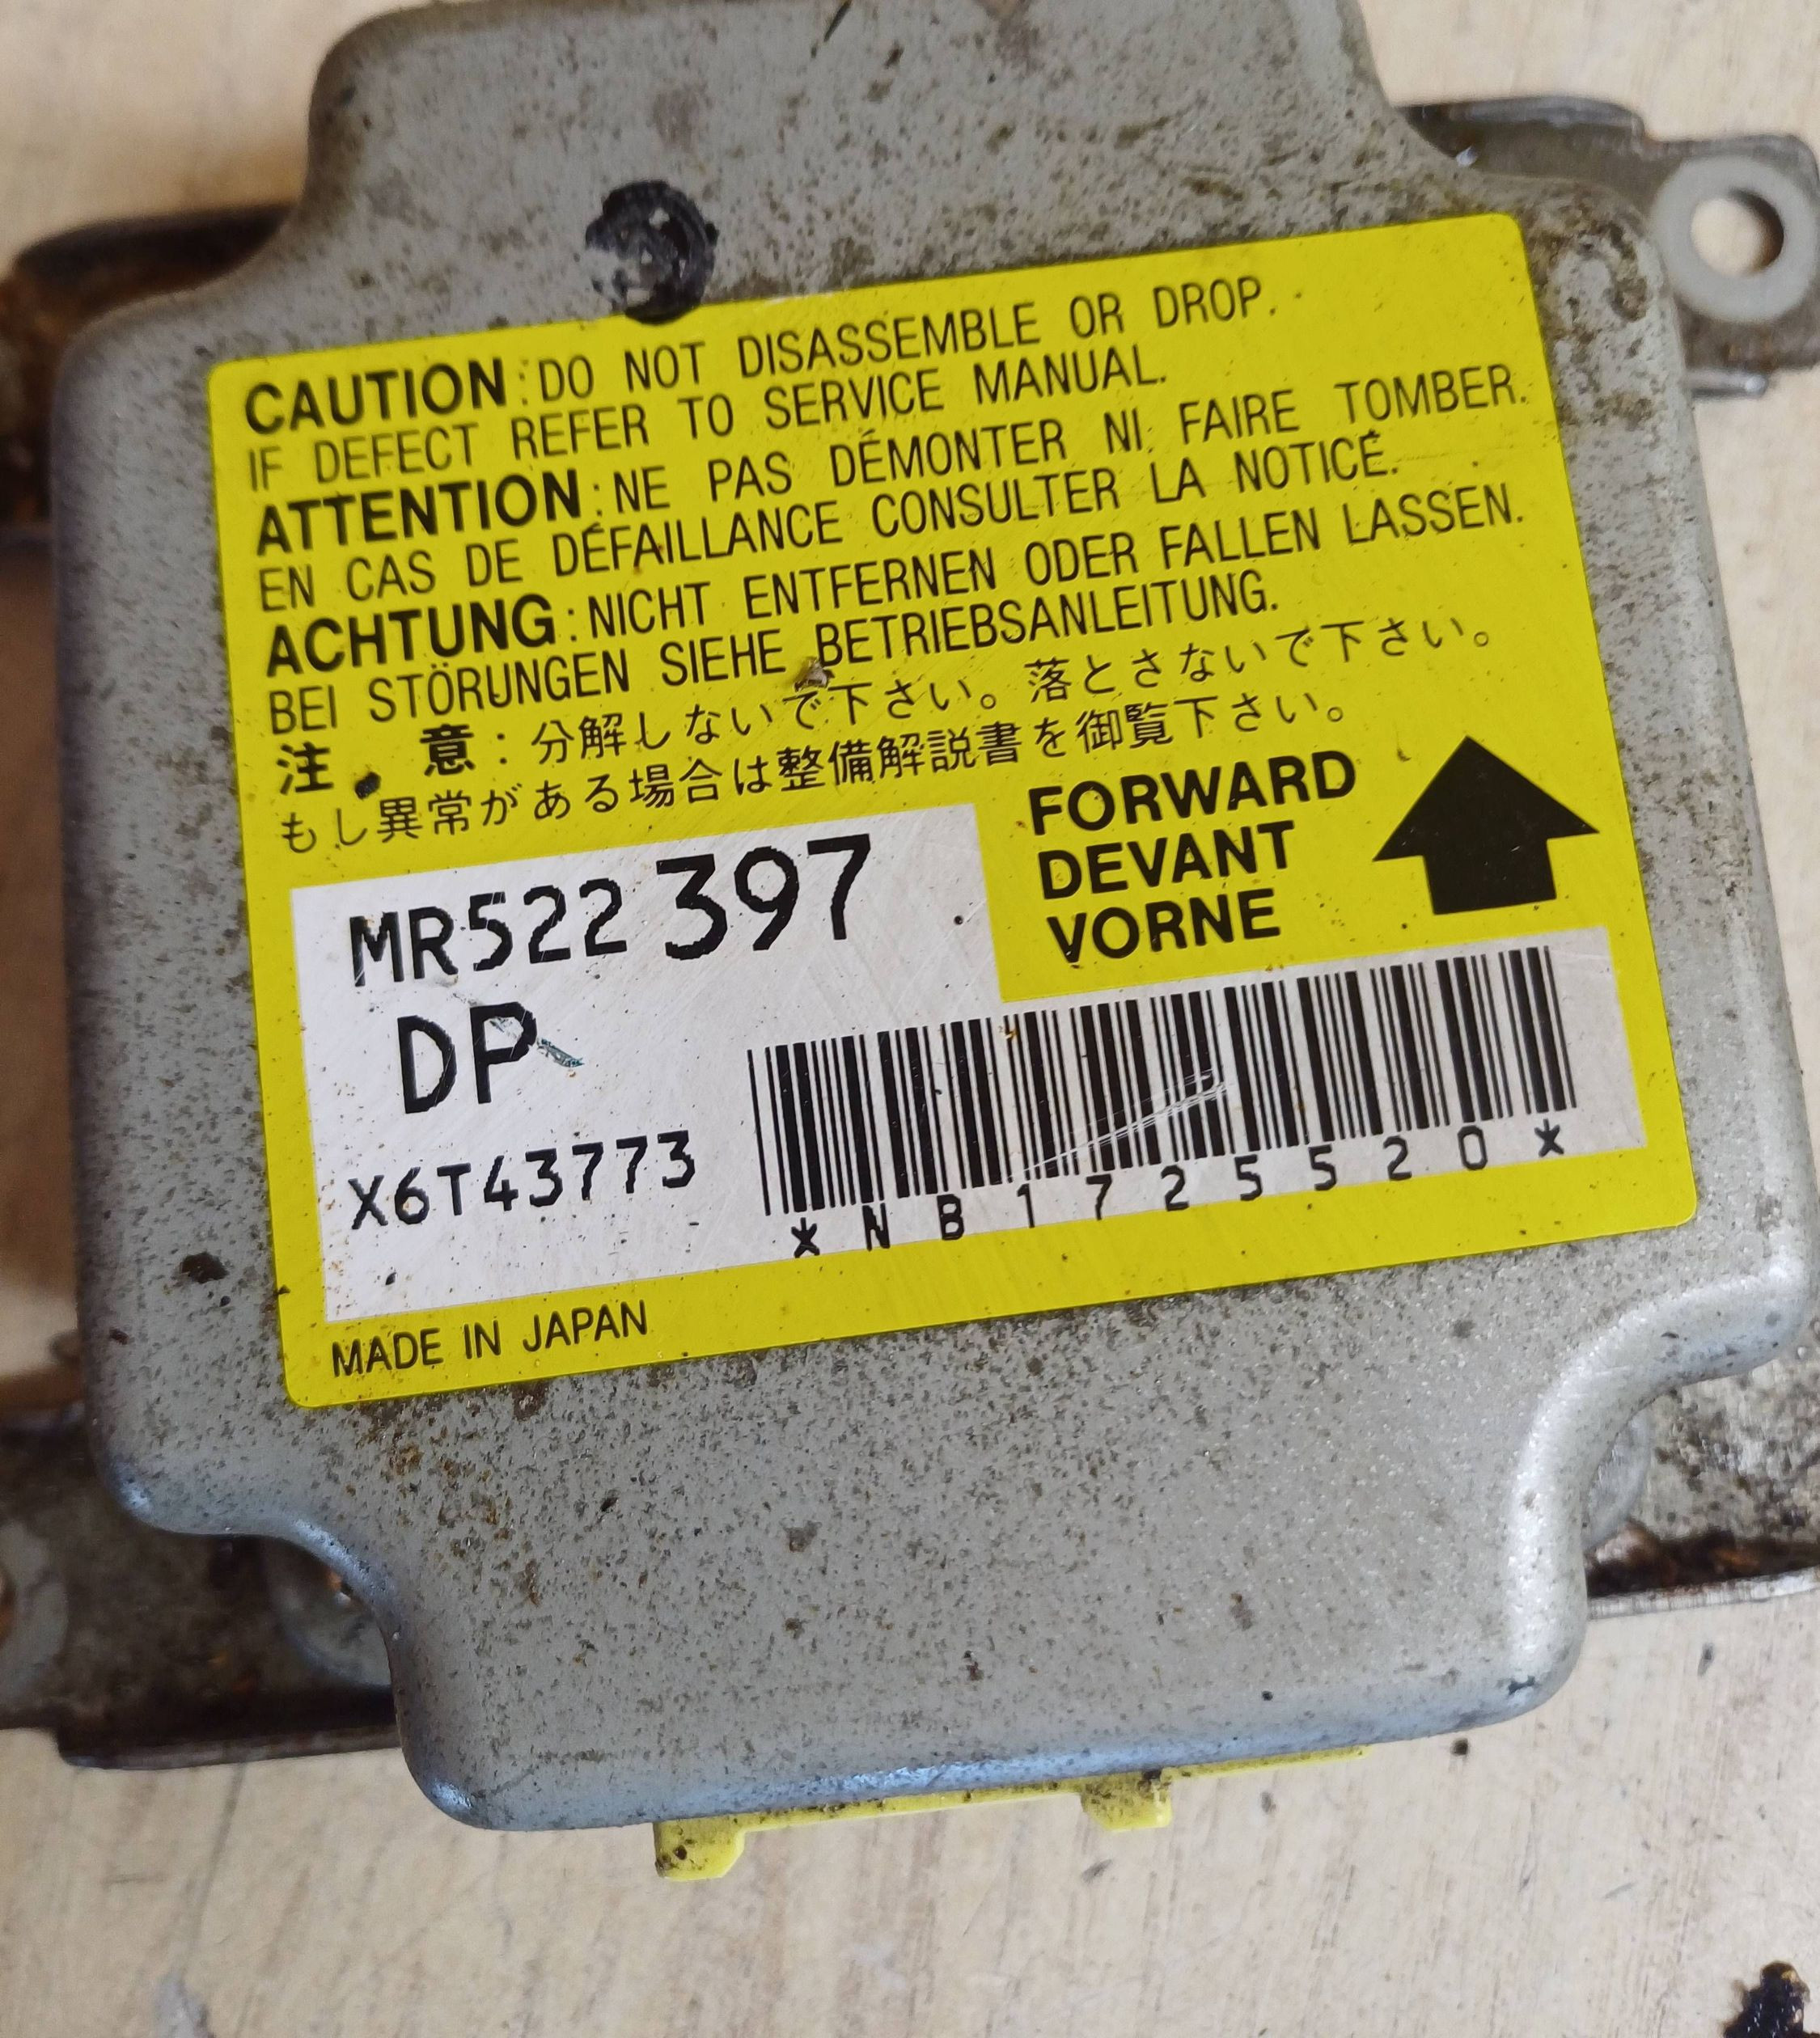 CAUTION:DO NOT DISASSEMBLE OR DROP.
IF DEFECT REFER TO SERVICE MANUAL.
ATTENTION:NE PAS DÉMONTER NI FAIRE TOMBER.
EN CAS DE DÉFAILLANCE CONSULTER LA NOTICE.
ACHTUNG:NICHT ENTFERNEN ODER FALLEN LASSEN.
BEI STÖRUNGEN SIEHE BETRIEBSANLEITUNG.
注 意:分解しないで下さい。落とさないで下さい。
もし異常がある場合は整備解説書を御覧下さい。
FORWARD
DEVANT
VORNE
MR522397
DP
X6T43773
*NB1725520*
MADE IN JAPAN